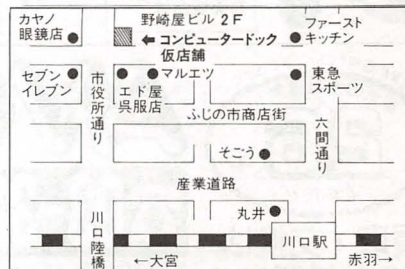 カヤノ
眼鏡店
野崎屋ビル 2F
←コンピュータードック
仮店舗
ファースト
キッチン
セブン
イレブン
市役所通り
エド屋
呉服店
マルエツ
東急
スポーツ
ふじの市商店街
六間通り
そごう
産業道路
丸井
川口陸橋
川口駅
←大宮
赤羽→